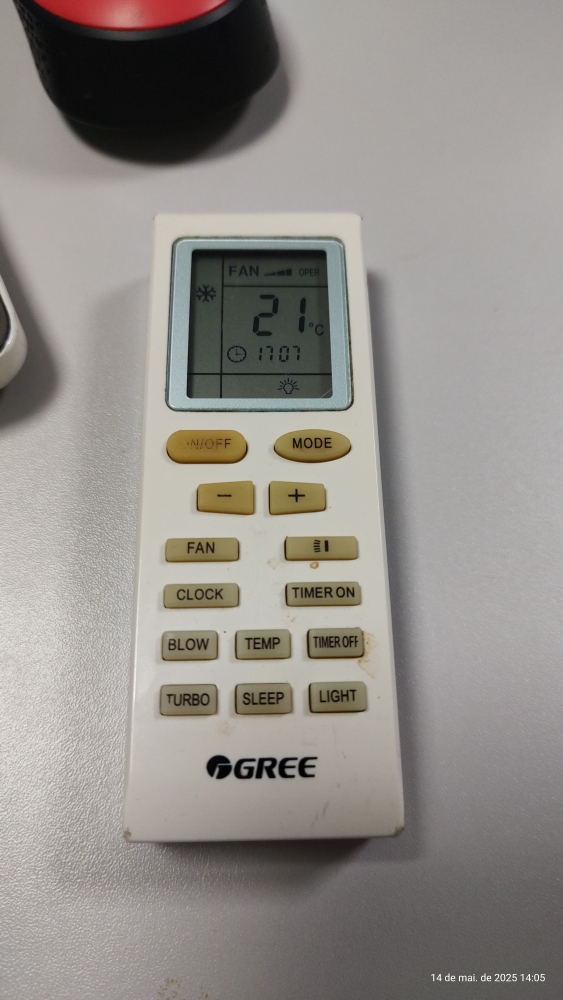 FAN OPER
21°C
17 07
ON/OFF MODE
- +
FAN
CLOCK TIMER ON
BLOW TEMP TIMER OFF
TURBO SLEEP LIGHT
GREE
14 de mai. de 2025 14:05